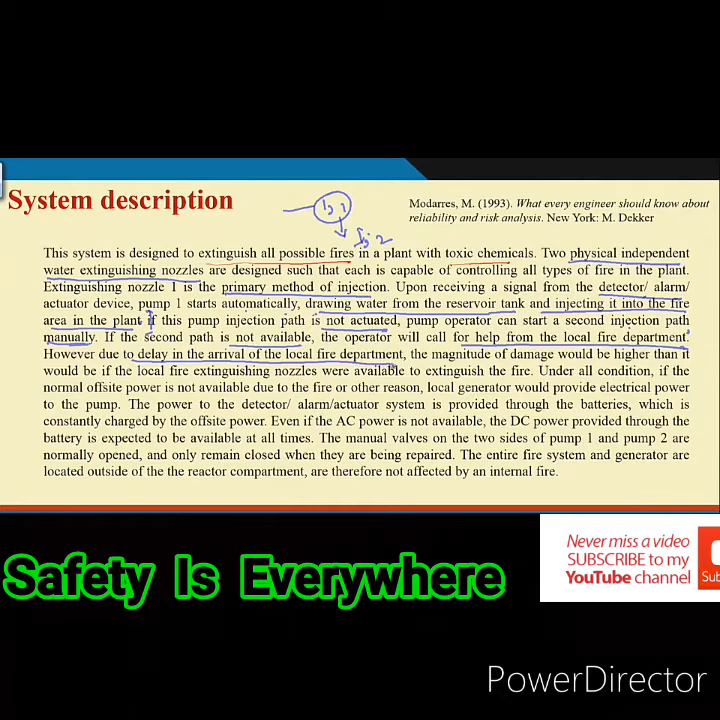 System description
Modarres, M. (1993). What every engineer should know about
reliability and risk analysis. New York: M. Dekker
This system is designed to extinguish all possible fires in a plant with toxic chemicals. Two physical independent
water extinguishing nozzles are designed such that each is capable of controlling all types of fire in the plant.
Extinguishing nozzle 1 is the primary method of injection. Upon receiving a signal from the detector/ alarm/
actuator device, pump 1 starts automatically, drawing water from the reservoir tank and injecting it into the fire
area in the plant if this pump injection path is not actuated, pump operator can start a second injection path
manually. If the second path is not available, the operator will call for help from the local fire department.
However due to delay in the arrival of the local fire department, the magnitude of damage would be higher than it
would be if the local fire extinguishing nozzles were available to extinguish the fire. Under all condition, if the
normal offsite power is not available due to the fire or other reason, local generator would provide electrical power
to the pump. The power to the detector/ alarm/actuator system is provided through the batteries, which is
constantly charged by the offsite power. Even if the AC power is not available, the DC power provided through the
battery is expected to be available at all times. The manual valves on the two sides of pump 1 and pump 2 are
normally opened, and only remain closed when they are being repaired. The entire fire system and generator are
located outside of the the reactor compartment, are therefore not affected by an internal fire.
Safety Is Everywhere
Never miss a video
SUBSCRIBE to my
YouTube channel
Sub
PowerDirector